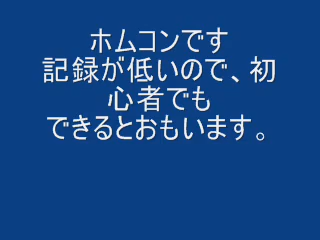 ホムコンです
記録が低いので、初
心者でも
できるとおもいます。